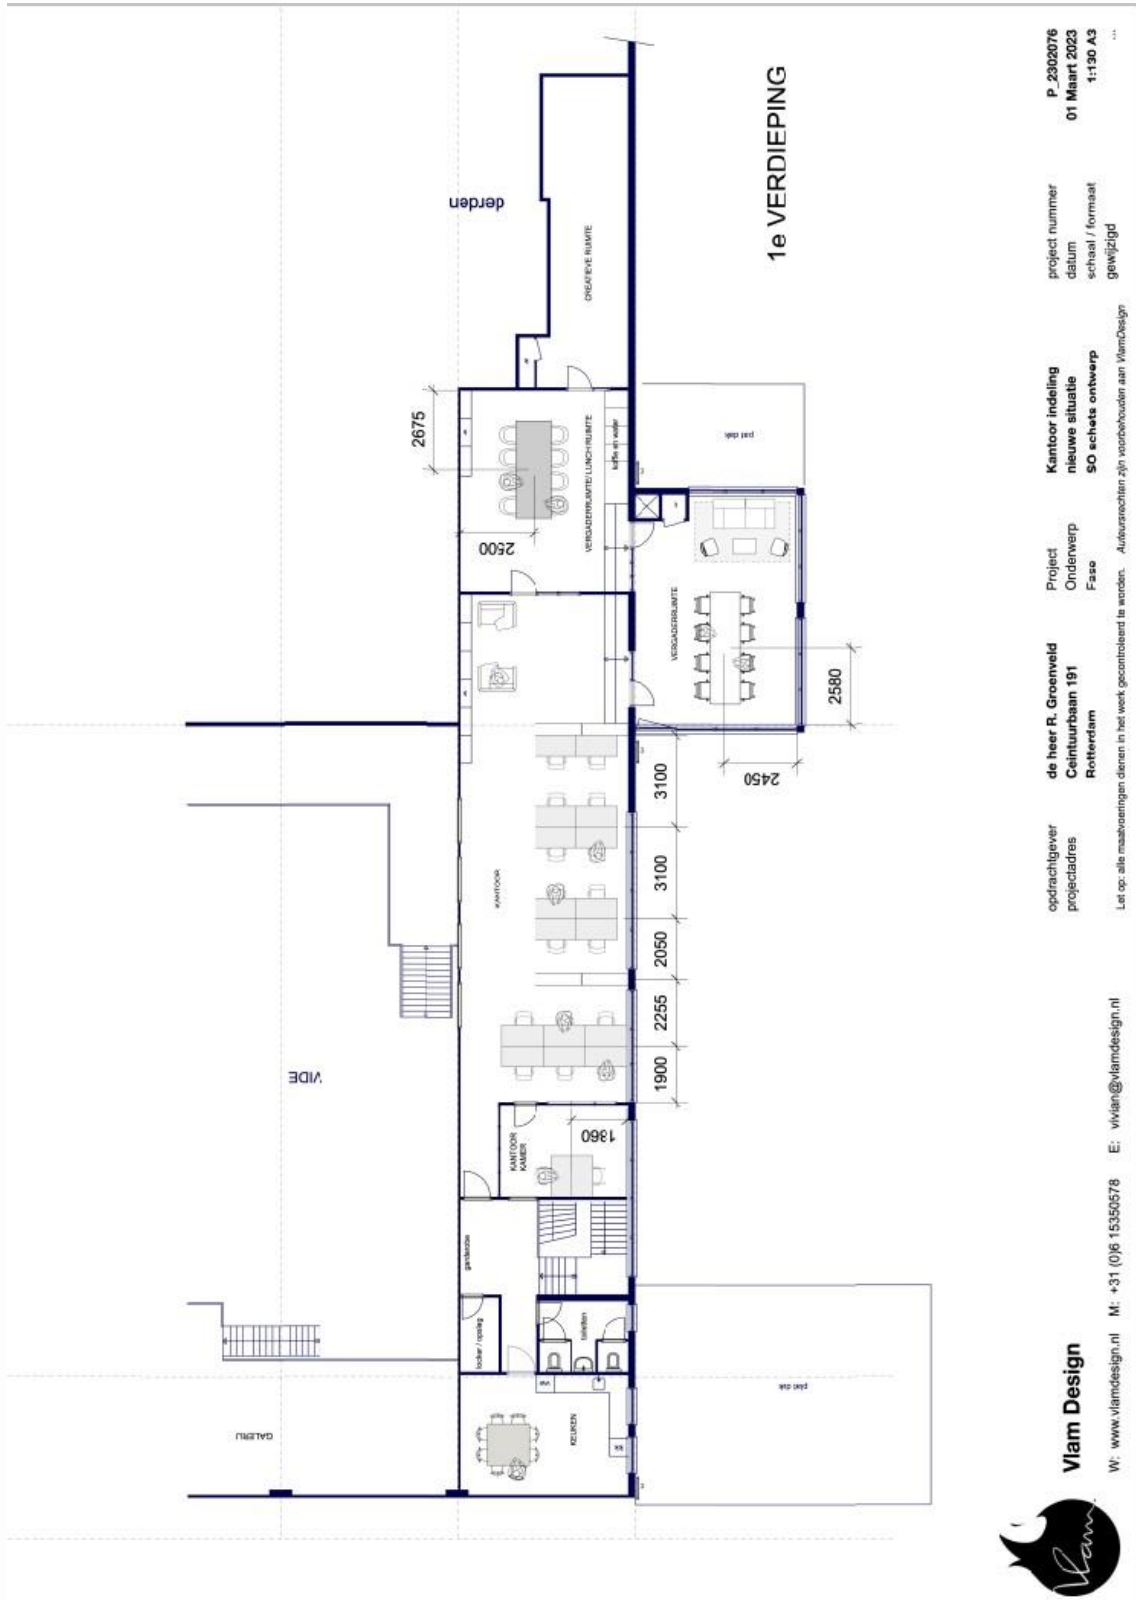 1e VERDIEPING
derden
CREATIEVE RUIMTE
2675
VERGADERRUIMTE/ LUNCH RUIMTE
koffie en water
2500
plat dak
VERGADERRUIMTE
2580
2450
3100
3100
2050
2255
1900
KANTOOR
VIDE
KANTOOR
KAMER
1360
garderobe
locker / opslag
toiletten
KEUKEN
GALERIJ
plat dak
Vlam
Vlam Design
W: www.vlamdesign.nl M: +31 (0)6 15350578 E: vivian@vlamdesign.nl
opdrachtgever de heer R. Groenveld
projectadres Ceintuurbaan 191
Rotterdam
Project Kantoor indeling
Onderwerp nieuwe situatie
Fase SO schets ontwerp
project nummer P_2302076
datum 01 Maart 2023
schaal / formaat 1:130 A3
gewijzigd ...
Let op: alle maatvoeringen dienen in het werk gecontroleerd te worden. Auteursrechten zijn voorbehouden aan VlamDesign